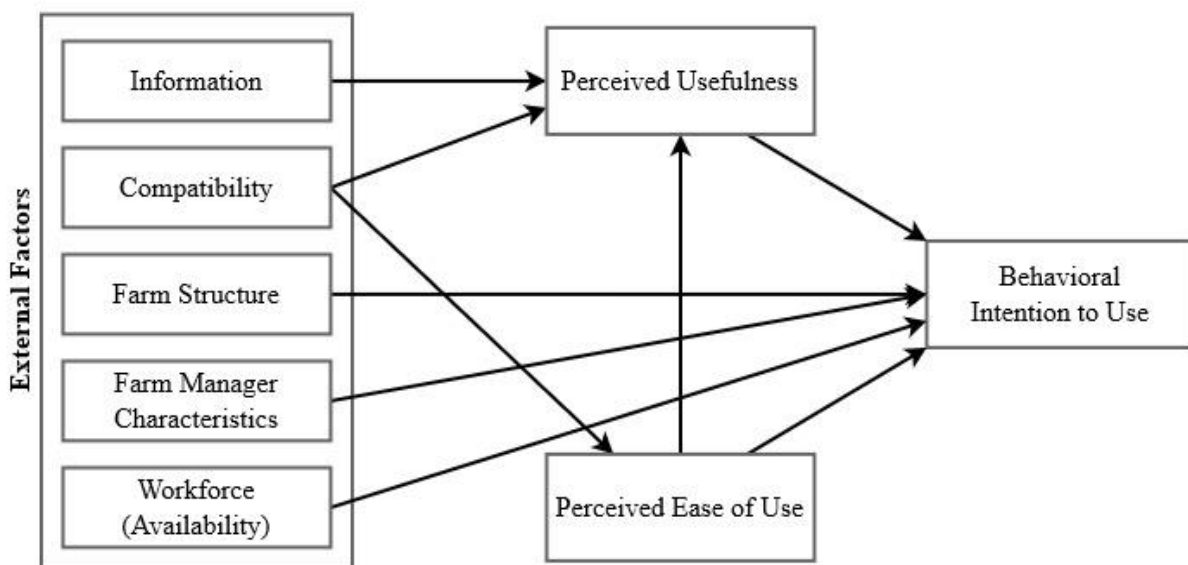 External Factors
Information
Compatibility
Farm Structure
Farm Manager
Characteristics
Workforce
(Availability)
Perceived Usefulness
Perceived Ease of Use
Behavioral
Intention to Use